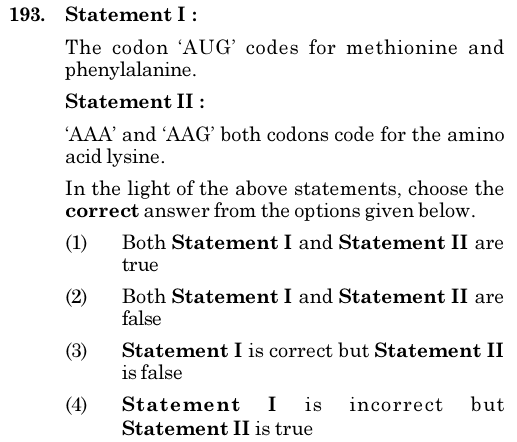 193. Statement I :
The codon ‘AUG’ codes for methionine and
phenylalanine.
Statement II :
‘AAA’ and ‘AAG’ both codons code for the amino
acid lysine.
In the light of the above statements, choose the
correct answer from the options given below.
(1) Both Statement I and Statement II are
true
(2) Both Statement I and Statement II are
false
(3) Statement I is correct but Statement II
is false
(4) Statement I is incorrect but
Statement II is true